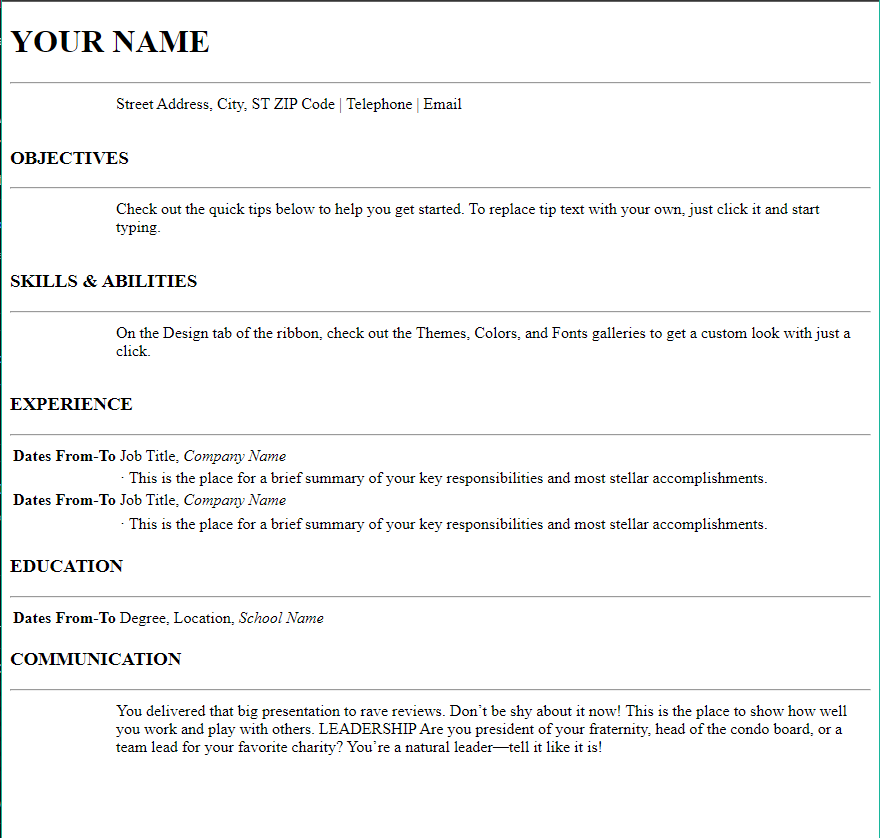 YOUR NAME
Street Address, City, ST ZIP Code | Telephone | Email
OBJECTIVES
Check out the quick tips below to help you get started. To replace tip text with your own, just click it and start
typing.
SKILLS & ABILITIES
On the Design tab of the ribbon, check out the Themes, Colors, and Fonts galleries to get a custom look with just a
click.
EXPERIENCE
Dates From-To Job Title, Company Name
· This is the place for a brief summary of your key responsibilities and most stellar accomplishments.
Dates From-To Job Title, Company Name
· This is the place for a brief summary of your key responsibilities and most stellar accomplishments.
EDUCATION
Dates From-To Degree, Location, School Name
COMMUNICATION
You delivered that big presentation to rave reviews. Don’t be shy about it now! This is the place to show how well
you work and play with others. LEADERSHIP Are you president of your fraternity, head of the condo board, or a
team lead for your favorite charity? You’re a natural leader—tell it like it is!